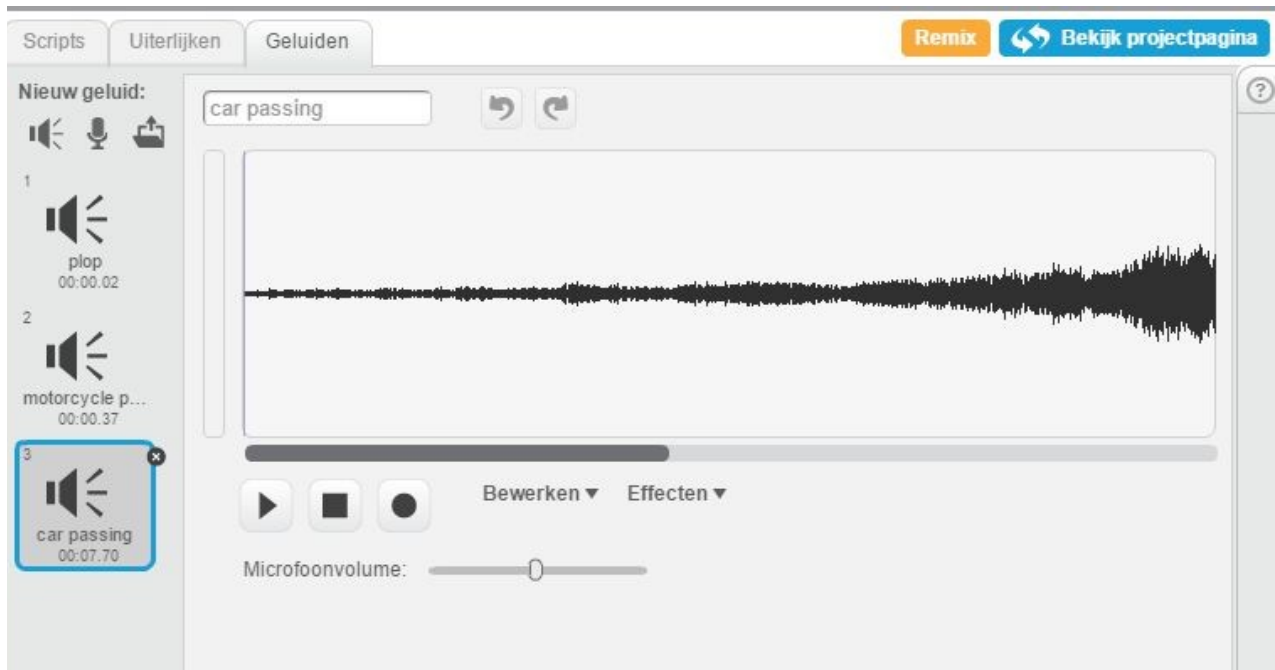 Scripts Uiterlijken Geluiden Remix Bekijk projectpagina
Nieuw geluid:
car passing
?
1
plop
00:00.02
2
motorcycle p...
00:00.37
3
car passing
00:07.70
Bewerken Effecten
Microfoonvolume: